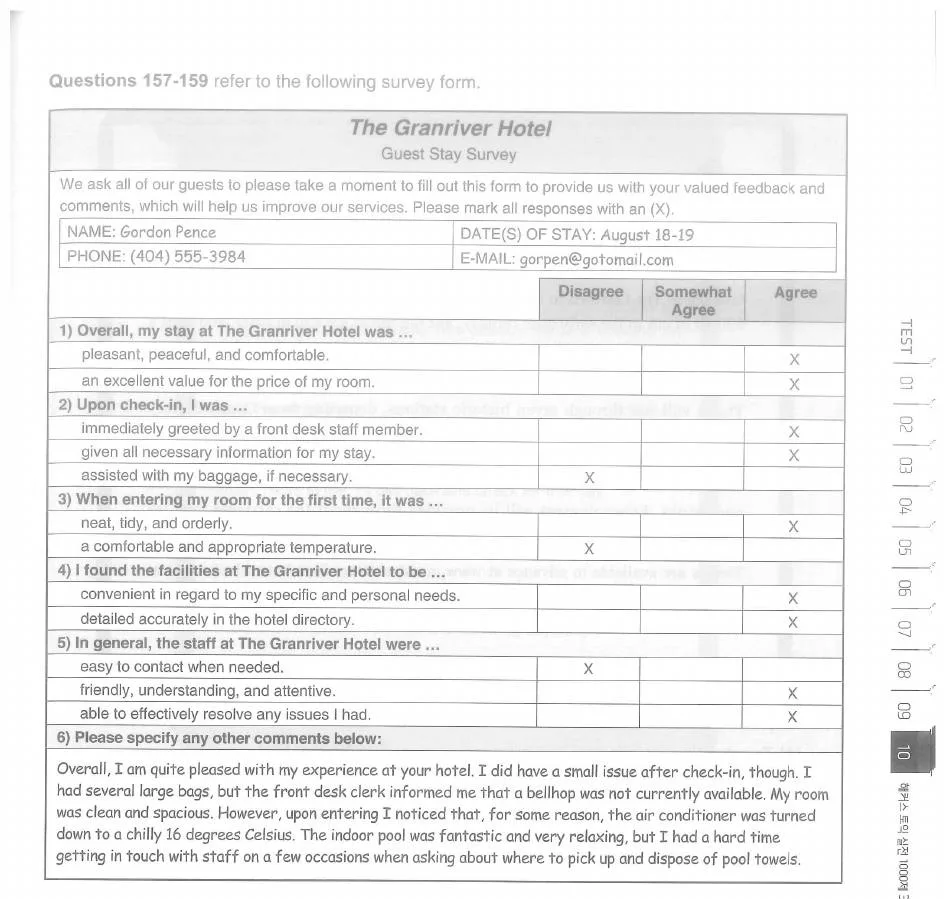 Questions 157-159 refer to the following survey form.
The Granriver Hotel
Guest Stay Survey
We ask all of our guests to please take a moment to fill out this form to provide us with your valued feedback and
comments, which will help us improve our services. Please mark all responses with an (X).
NAME: Gordon Pence DATE(S) OF STAY: August 18-19
PHONE: (404) 555-3984 E-MAIL: gorpen@gotomail.com
Disagree Somewhat Agree Agree
1) Overall, my stay at The Granriver Hotel was ...
pleasant, peaceful, and comfortable. X
an excellent value for the price of my room. X
2) Upon check-in, I was ...
immediately greeted by a front desk staff member. X
given all necessary information for my stay. X
assisted with my baggage, if necessary. X
3) When entering my room for the first time, it was ...
neat, tidy, and orderly. X
a comfortable and appropriate temperature. X
4) I found the facilities at The Granriver Hotel to be ...
convenient in regard to my specific and personal needs. X
detailed accurately in the hotel directory. X
5) In general, the staff at The Granriver Hotel were ...
easy to contact when needed. X
friendly, understanding, and attentive. X
able to effectively resolve any issues I had. X
6) Please specify any other comments below:
Overall, I am quite pleased with my experience at your hotel. I did have a small issue after check-in, though. I
had several large bags, but the front desk clerk informed me that a bellhop was not currently available. My room
was clean and spacious. However, upon entering I noticed that, for some reason, the air conditioner was turned
down to a chilly 16 degrees Celsius. The indoor pool was fantastic and very relaxing, but I had a hard time
getting in touch with staff on a few occasions when asking about where to pick up and dispose of pool towels.
TEST
01
02
03
04
05
06
07
08
09
10
해커스 토익 실전 1000제